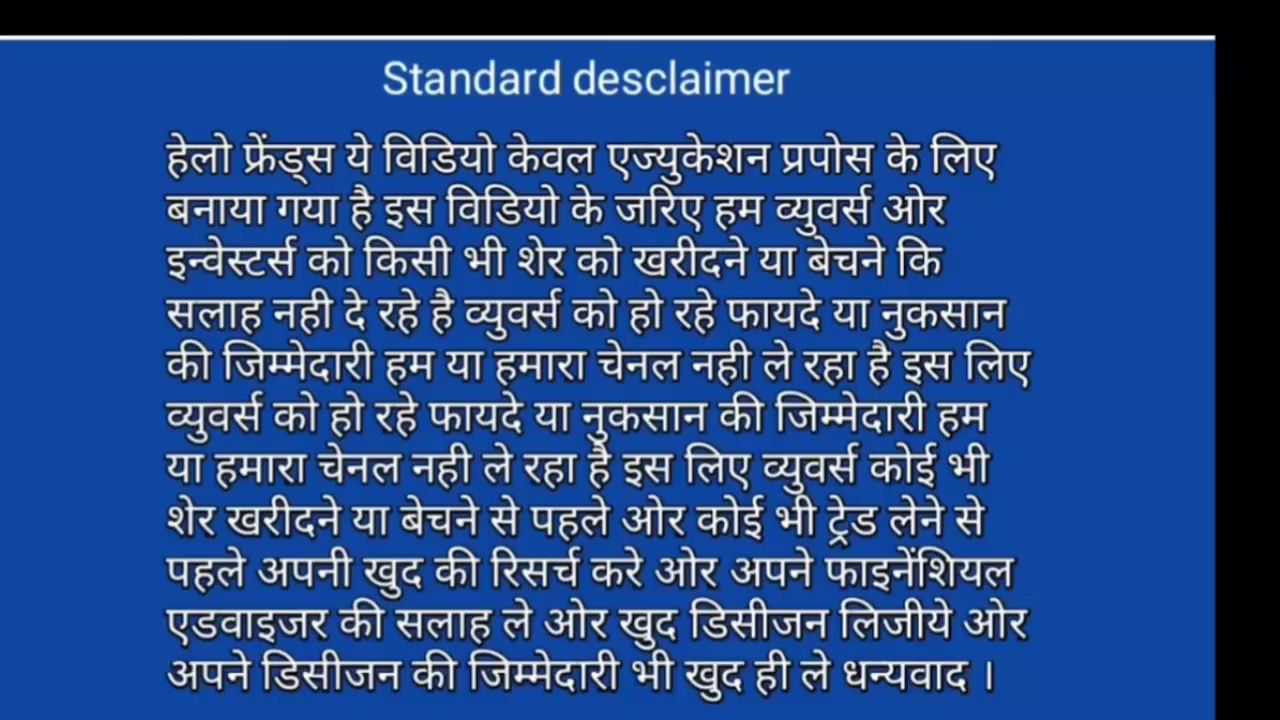 Standard desclaimer
हेलो फ्रेंड्स ये विडियो केवल एज्युकेशन प्रपोस के लिए
बनाया गया है इस विडियो के जरिए हम व्युवर्स ओर
इन्वेस्टर्स को किसी भी शेर को खरीदने या बेचने कि
सलाह नही दे रहे है व्युवर्स को हो रहे फायदे या नुकसान
की जिम्मेदारी हम या हमारा चेनल नही ले रहा है इस लिए
व्युवर्स को हो रहे फायदे या नुकसान की जिम्मेदारी हम
या हमारा चेनल नही ले रहा है इस लिए व्युवर्स कोई भी
शेर खरीदने या बेचने से पहले ओर कोई भी ट्रेड लेने से
पहले अपनी खुद की रिसर्च करे ओर अपने फाइनेंशियल
एडवाइजर की सलाह ले ओर खुद डिसीजन लिजीये ओर
अपने डिसीजन की जिम्मेदारी भी खुद ही ले धन्यवाद ।